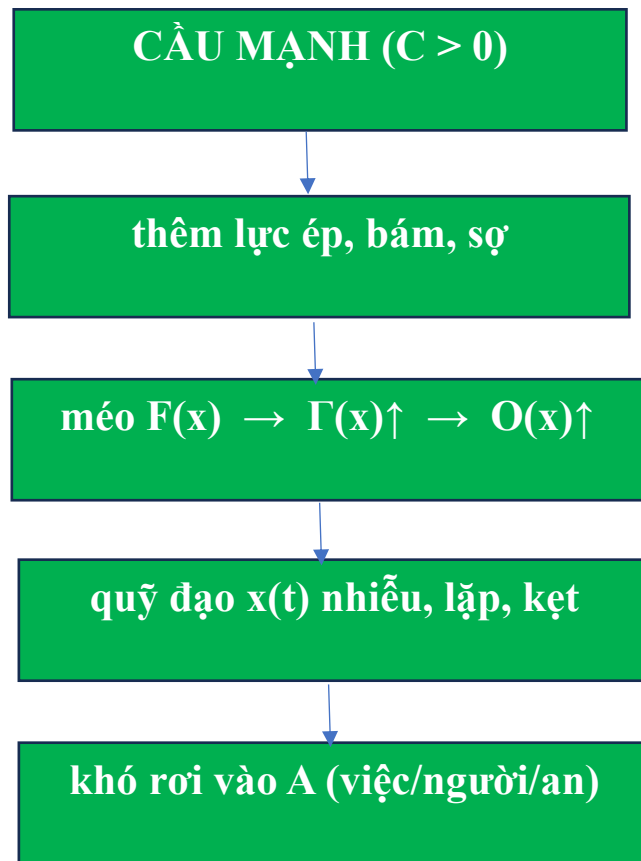 CẦU MẠNH (C > 0)
thêm lực ép, bám, sợ
méo F(x) → Γ(x)↑ → O(x)↑
quỹ đạo x(t) nhiễu, lặp, kẹt
khó rơi vào A (việc/người/an)